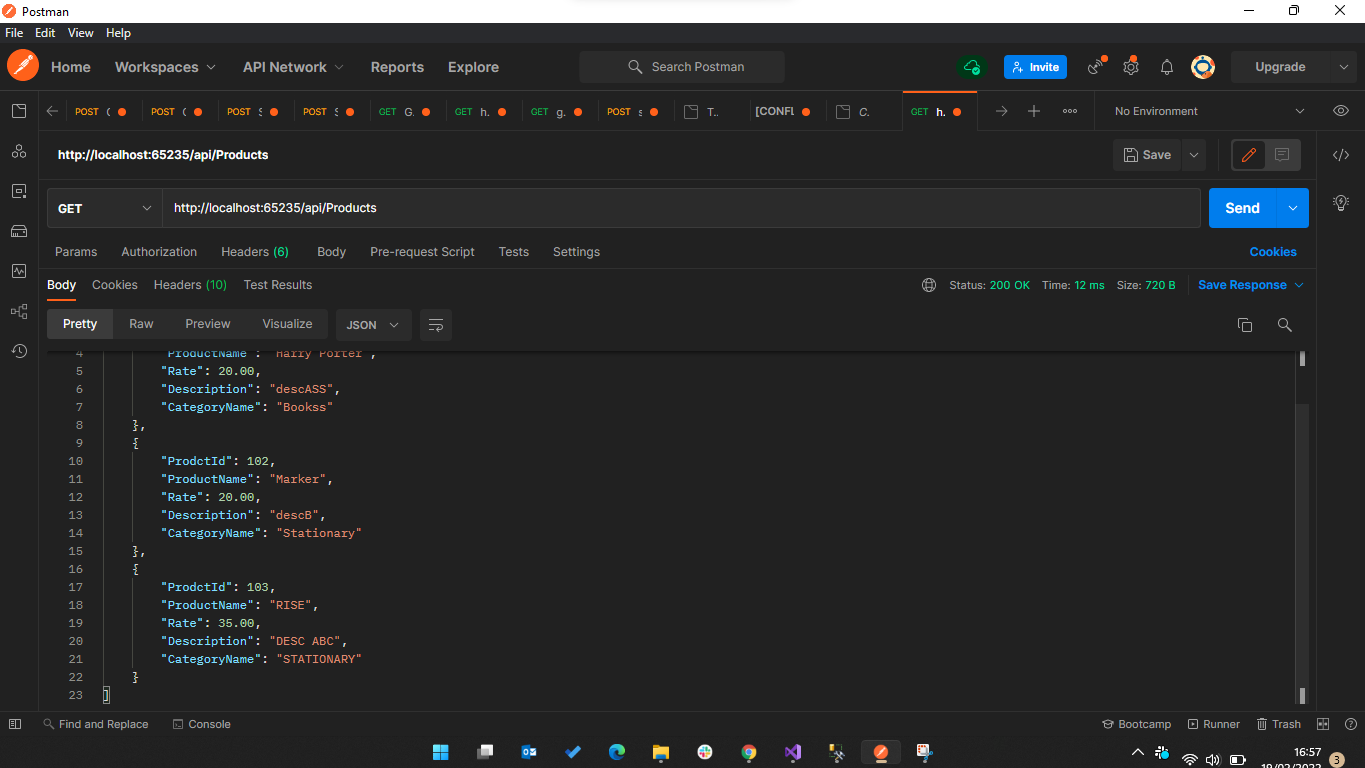 Postman
File Edit View Help
Home Workspaces API Network Reports Explore Search Postman Invite Upgrade
POST POST POST S POST S GET G. GET h. GET g. POST s T.. [CONFL C. GET h. No Environment
http://localhost:65235/api/Products Save
GET http://localhost:65235/api/Products Send
Params Authorization Headers (6) Body Pre-request Script Tests Settings Cookies
Body Cookies Headers (10) Test Results Status: 200 OK Time: 12 ms Size: 720 B Save Response
Pretty Raw Preview Visualize JSON
4 "ProductName": "Harry Porter",
5 "Rate": 20.00,
6 "Description": "descASS",
7 "CategoryName": "Bookss"
8 },
9 {
10 "ProdctId": 102,
11 "ProductName": "Marker",
12 "Rate": 20.00,
13 "Description": "descB",
14 "CategoryName": "Stationary"
15 },
16 {
17 "ProdctId": 103,
18 "ProductName": "RISE",
19 "Rate": 35.00,
20 "Description": "DESC ABC",
21 "CategoryName": "STATIONARY"
22 }
23 ]
Find and Replace Console Bootcamp Runner Trash
16:57
3